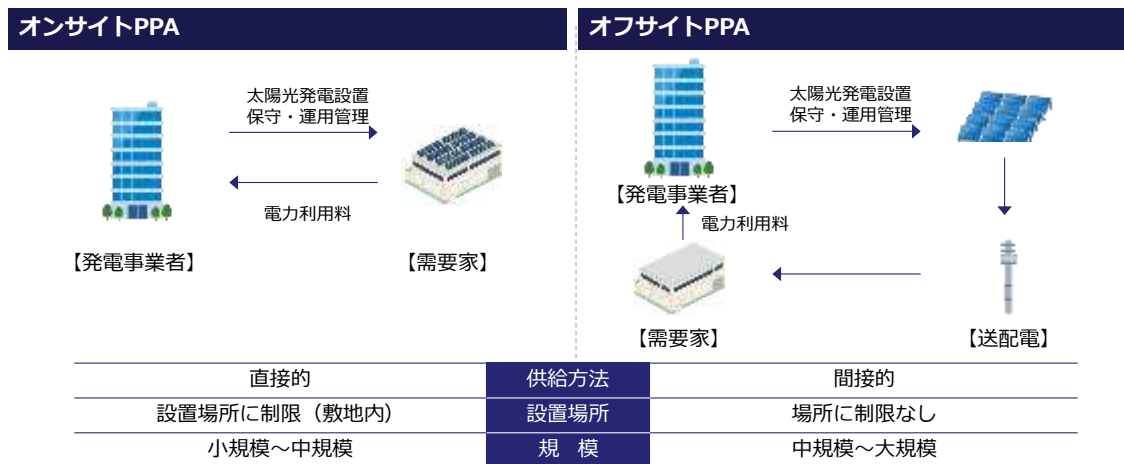 オンサイトPPA
太陽光発電設置
保守・運用管理
電力利用料
【発電事業者】
【需要家】
オフサイトPPA
太陽光発電設置
保守・運用管理
【発電事業者】
電力利用料
【需要家】
【送配電】
直接的 供給方法 間接的
設置場所に制限（敷地内） 設置場所 場所に制限なし
小規模～中規模 規　模 中規模～大規模